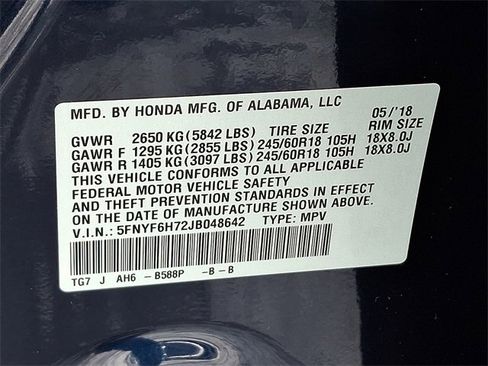 MFD. BY HONDA MFG. OF ALABAMA, LLC 05/'18
GVWR 2650 KG (5842 LBS) TIRE SIZE RIM SIZE
GAWR F 1295 KG (2855 LBS) 245/60R18 105H 18X8.0J
GAWR R 1405 KG (3097 LBS) 245/60R18 105H 18X8.0J
THIS VEHICLE CONFORMS TO ALL APPLICABLE
FEDERAL MOTOR VEHICLE SAFETY
AND THEFT PREVENTION STANDARDS IN EFFECT
ON THE DATE OF MANUFACTURE SHOWN ABOVE.
V.I.N.: 5FNYF6H72JB048642 TYPE: MPV
TG7 J AH6 -B588P -B-B